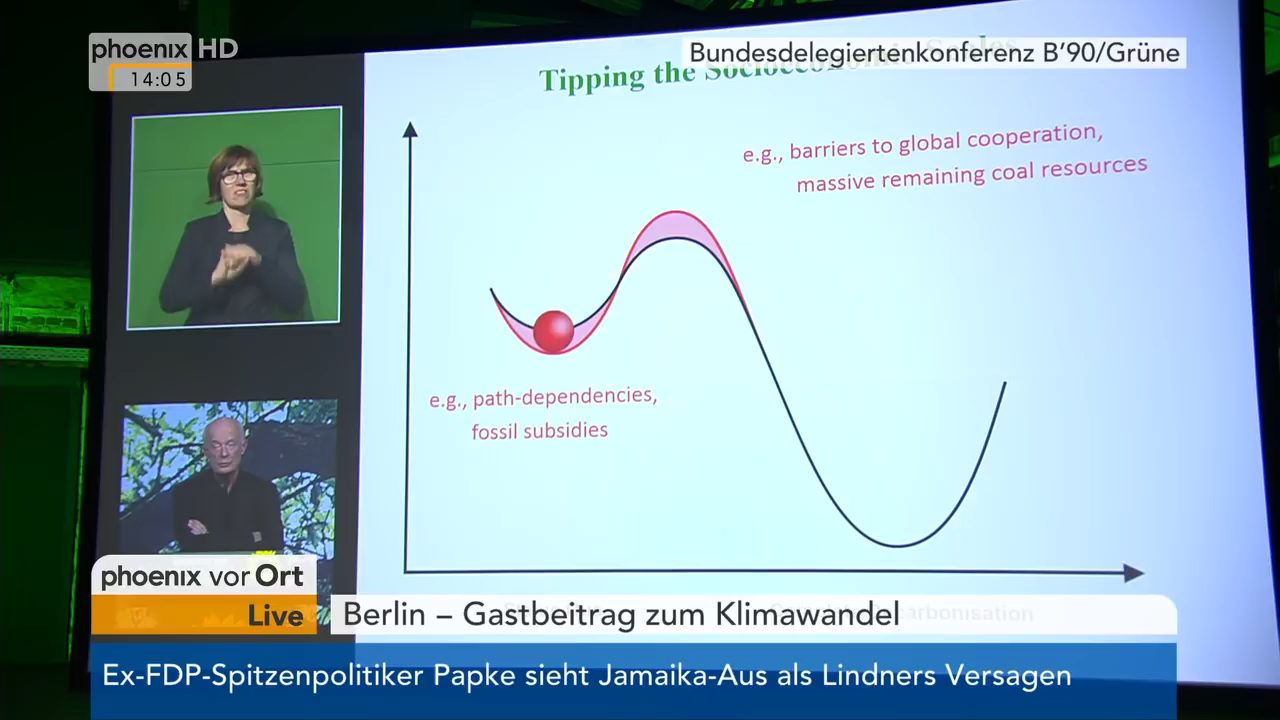 phoenix HD
14:05
Bundesdelegiertenkonferenz B'90/Grüne
Tipping the
e.g., barriers to global cooperation,
massive remaining coal resources
e.g., path-dependencies,
fossil subsidies
phoenix vor Ort
Live
Berlin – Gastbeitrag zum Klimawandel
Ex-FDP-Spitzenpolitiker Papke sieht Jamaika-Aus als Lindners Versagen